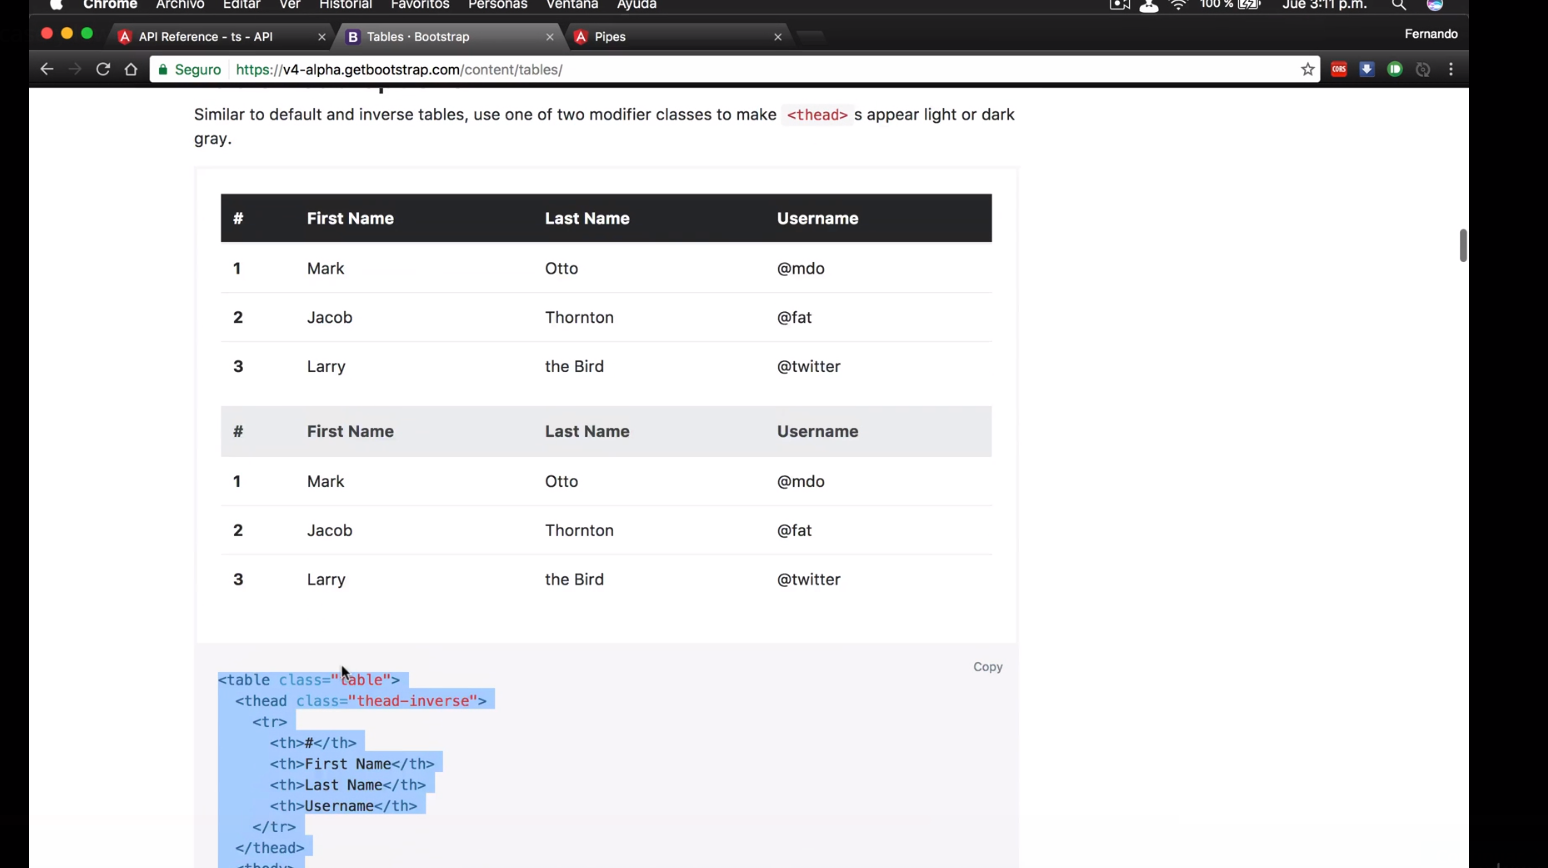 Chrome Archivo Editar Ver Historial Favoritos Personas Ventana Ayuda 100 % Jue 3:11 p.m.
API Reference - ts - API × Tables · Bootstrap × Pipes × Fernando
Seguro https://v4-alpha.getbootstrap.com/content/tables/ CORS
Similar to default and inverse tables, use one of two modifier classes to make <thead> s appear light or dark
gray.
# First Name Last Name Username
1 Mark Otto @mdo
2 Jacob Thornton @fat
3 Larry the Bird @twitter
# First Name Last Name Username
1 Mark Otto @mdo
2 Jacob Thornton @fat
3 Larry the Bird @twitter
Copy
<table class="table">
<thead class="thead-inverse">
<tr>
<th>#</th>
<th>First Name</th>
<th>Last Name</th>
<th>Username</th>
</tr>
</thead>
<tbody>